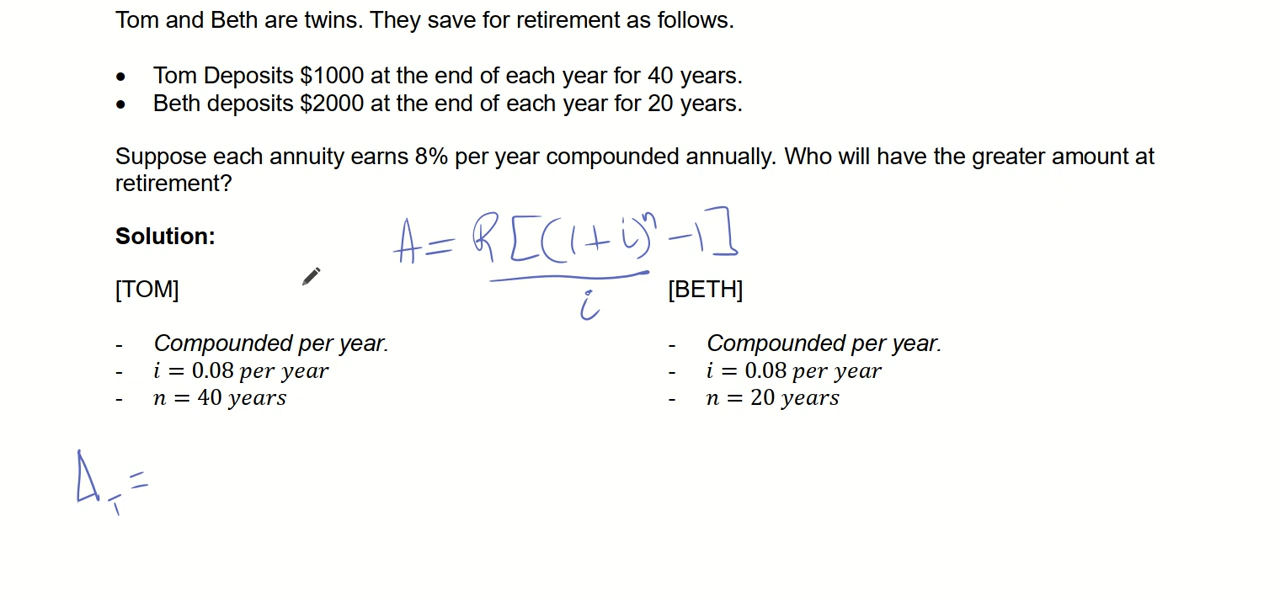 Tom and Beth are twins. They save for retirement as follows.
• Tom Deposits $1000 at the end of each year for 40 years.
• Beth deposits $2000 at the end of each year for 20 years.
Suppose each annuity earns 8% per year compounded annually. Who will have the greater amount at
retirement?
Solution:
A = R[(1 + i)ⁿ - 1]
i
[TOM]
- Compounded per year.
- i = 0.08 per year
- n = 40 years
[BETH]
- Compounded per year.
- i = 0.08 per year
- n = 20 years
A_T =